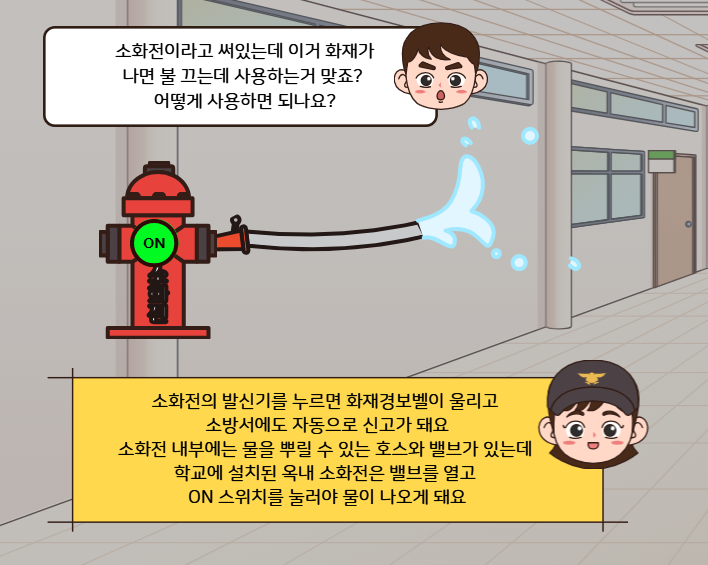 소화전이라고 써있는데 이거 화재가
나면 불 끄는데 사용하는거 맞죠?
어떻게 사용하면 되나요?
ON
소화전의 발신기를 누르면 화재경보벨이 울리고
소방서에도 자동으로 신고가 돼요
소화전 내부에는 물을 뿌릴 수 있는 호스와 밸브가 있는데
학교에 설치된 옥내 소화전은 밸브를 열고
ON 스위치를 눌러야 물이 나오게 돼요